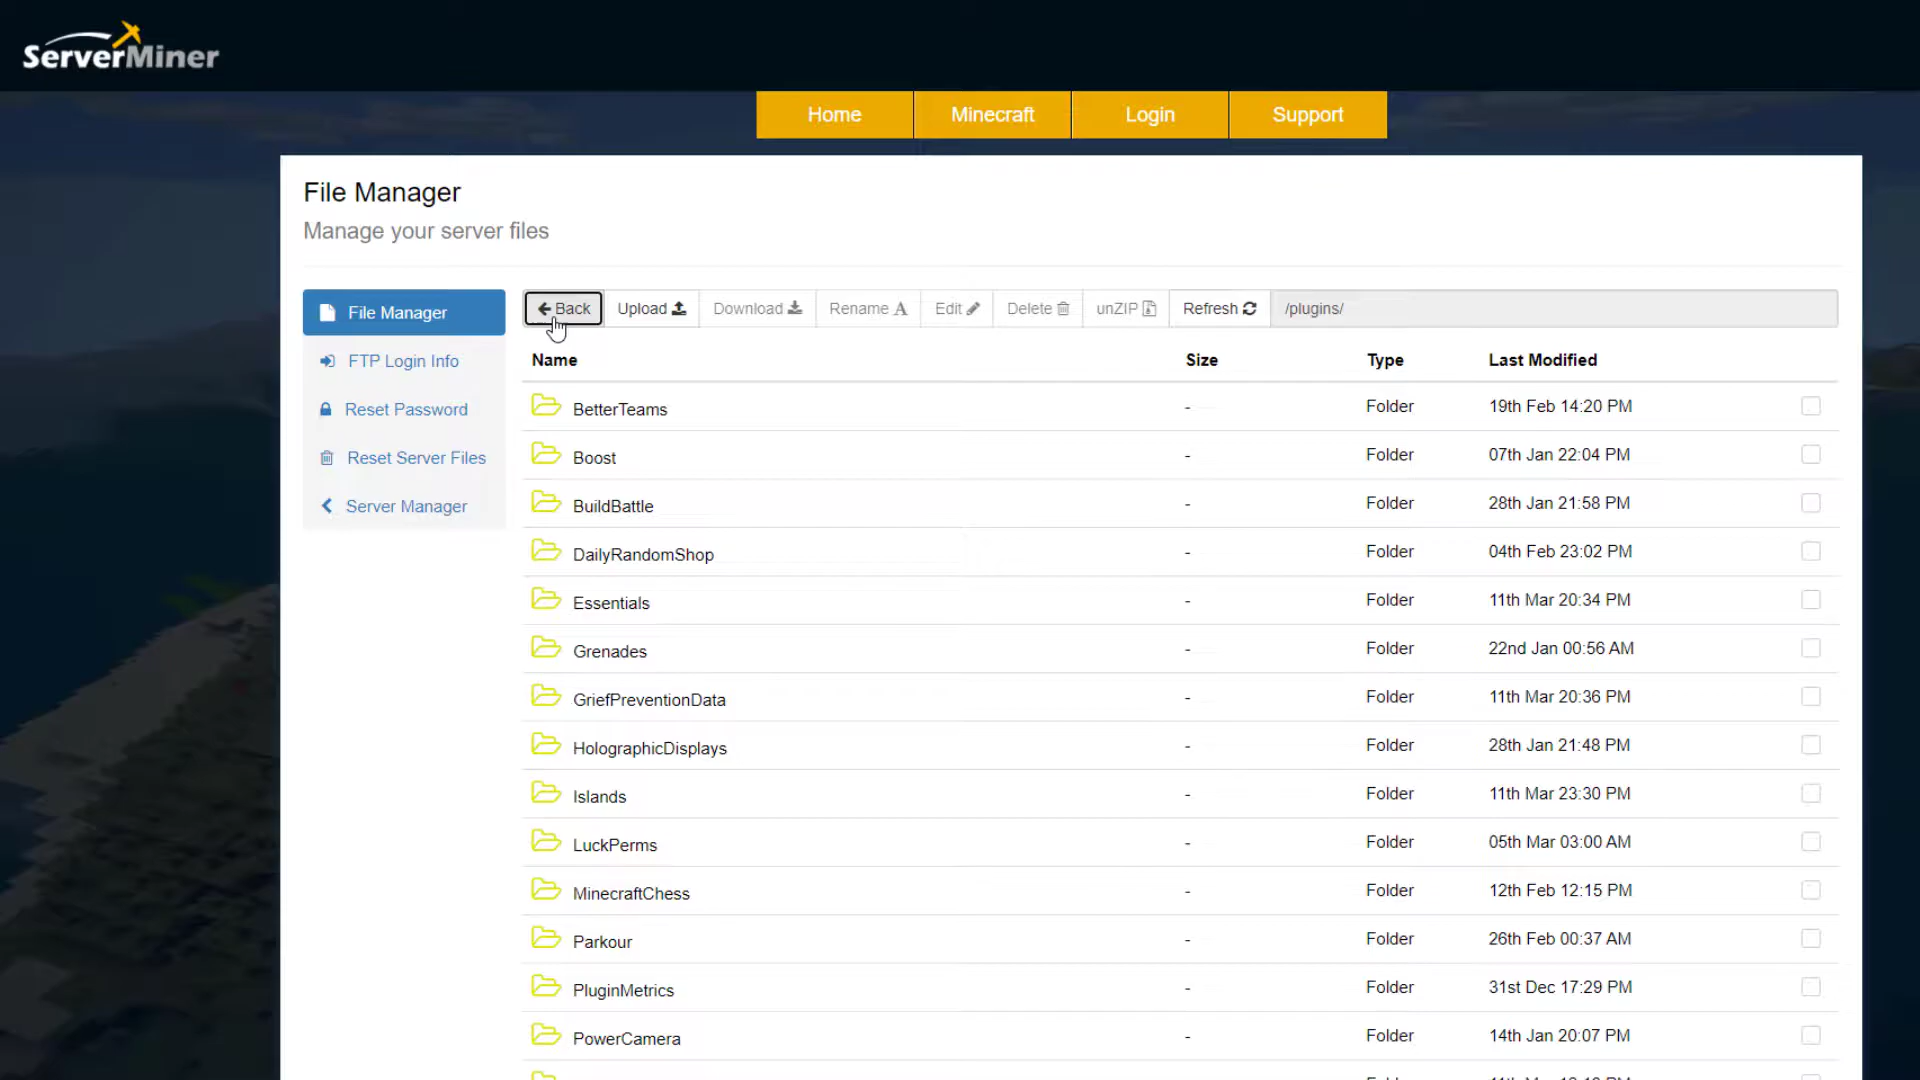 ServerMiner
Home Minecraft Login Support
File Manager
Manage your server files
File Manager
FTP Login Info
Reset Password
Reset Server Files
Server Manager
Back Upload Download Rename A Edit Delete unZIP Refresh /plugins/
Name Size Type Last Modified
BetterTeams - Folder 19th Feb 14:20 PM
Boost - Folder 07th Jan 22:04 PM
BuildBattle - Folder 28th Jan 21:58 PM
DailyRandomShop - Folder 04th Feb 23:02 PM
Essentials - Folder 11th Mar 20:34 PM
Grenades - Folder 22nd Jan 00:56 AM
GriefPreventionData - Folder 11th Mar 20:36 PM
HolographicDisplays - Folder 28th Jan 21:48 PM
Islands - Folder 11th Mar 23:30 PM
LuckPerms - Folder 05th Mar 03:00 AM
MinecraftChess - Folder 12th Feb 12:15 PM
Parkour - Folder 26th Feb 00:37 AM
PluginMetrics - Folder 31st Dec 17:29 PM
PowerCamera - Folder 14th Jan 20:07 PM